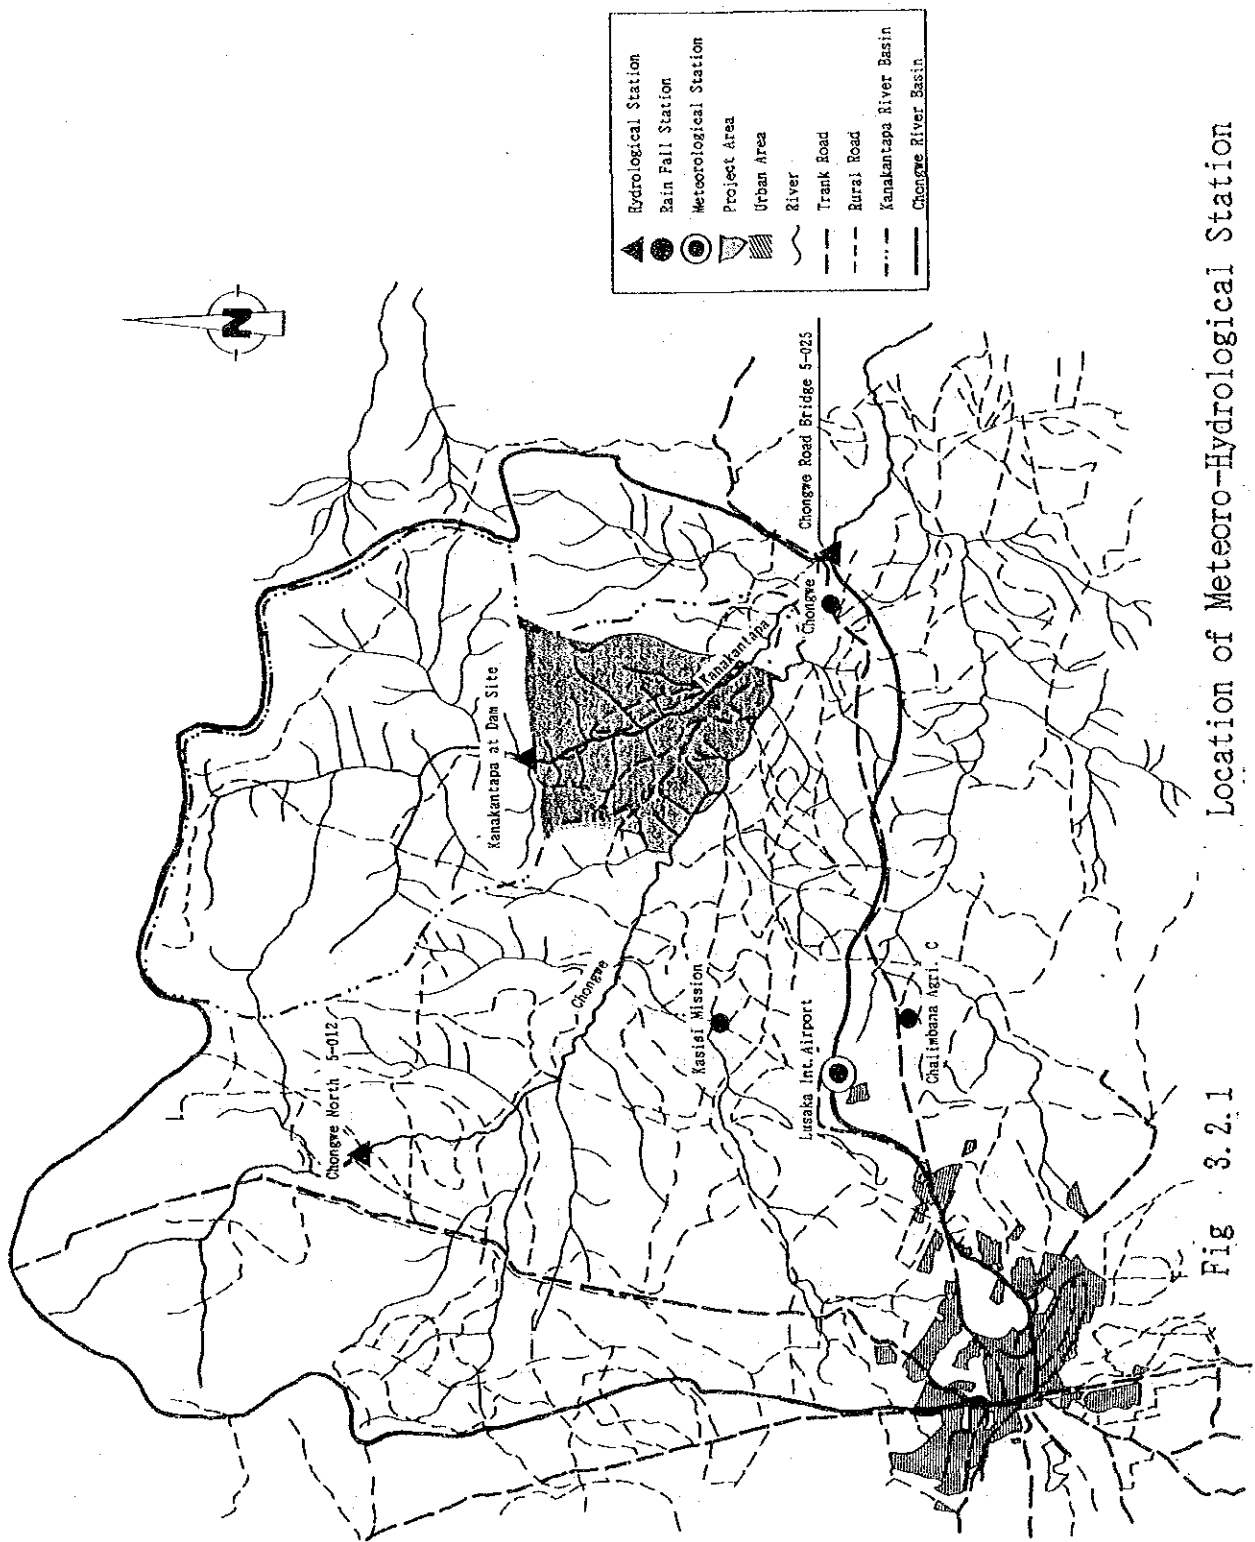 Hydrological Station
Rain Fall Station
Meteorological Station
Project Area
Urban Area
River
Trank Road
Rural Road
Kanakantapa River Basin
Chongwe River Basin
N
Chongwe North 5-012
Kanakantapa at Dam Site
Chongwe
Kanakantapa
Kasisi Mission
Lusaka Int. Airport
Chalimbana Agri. C
Chongwe
Chongwe Road Bridge 5-025
Fig 3.2.1 Location of Meteoro-Hydrological Station